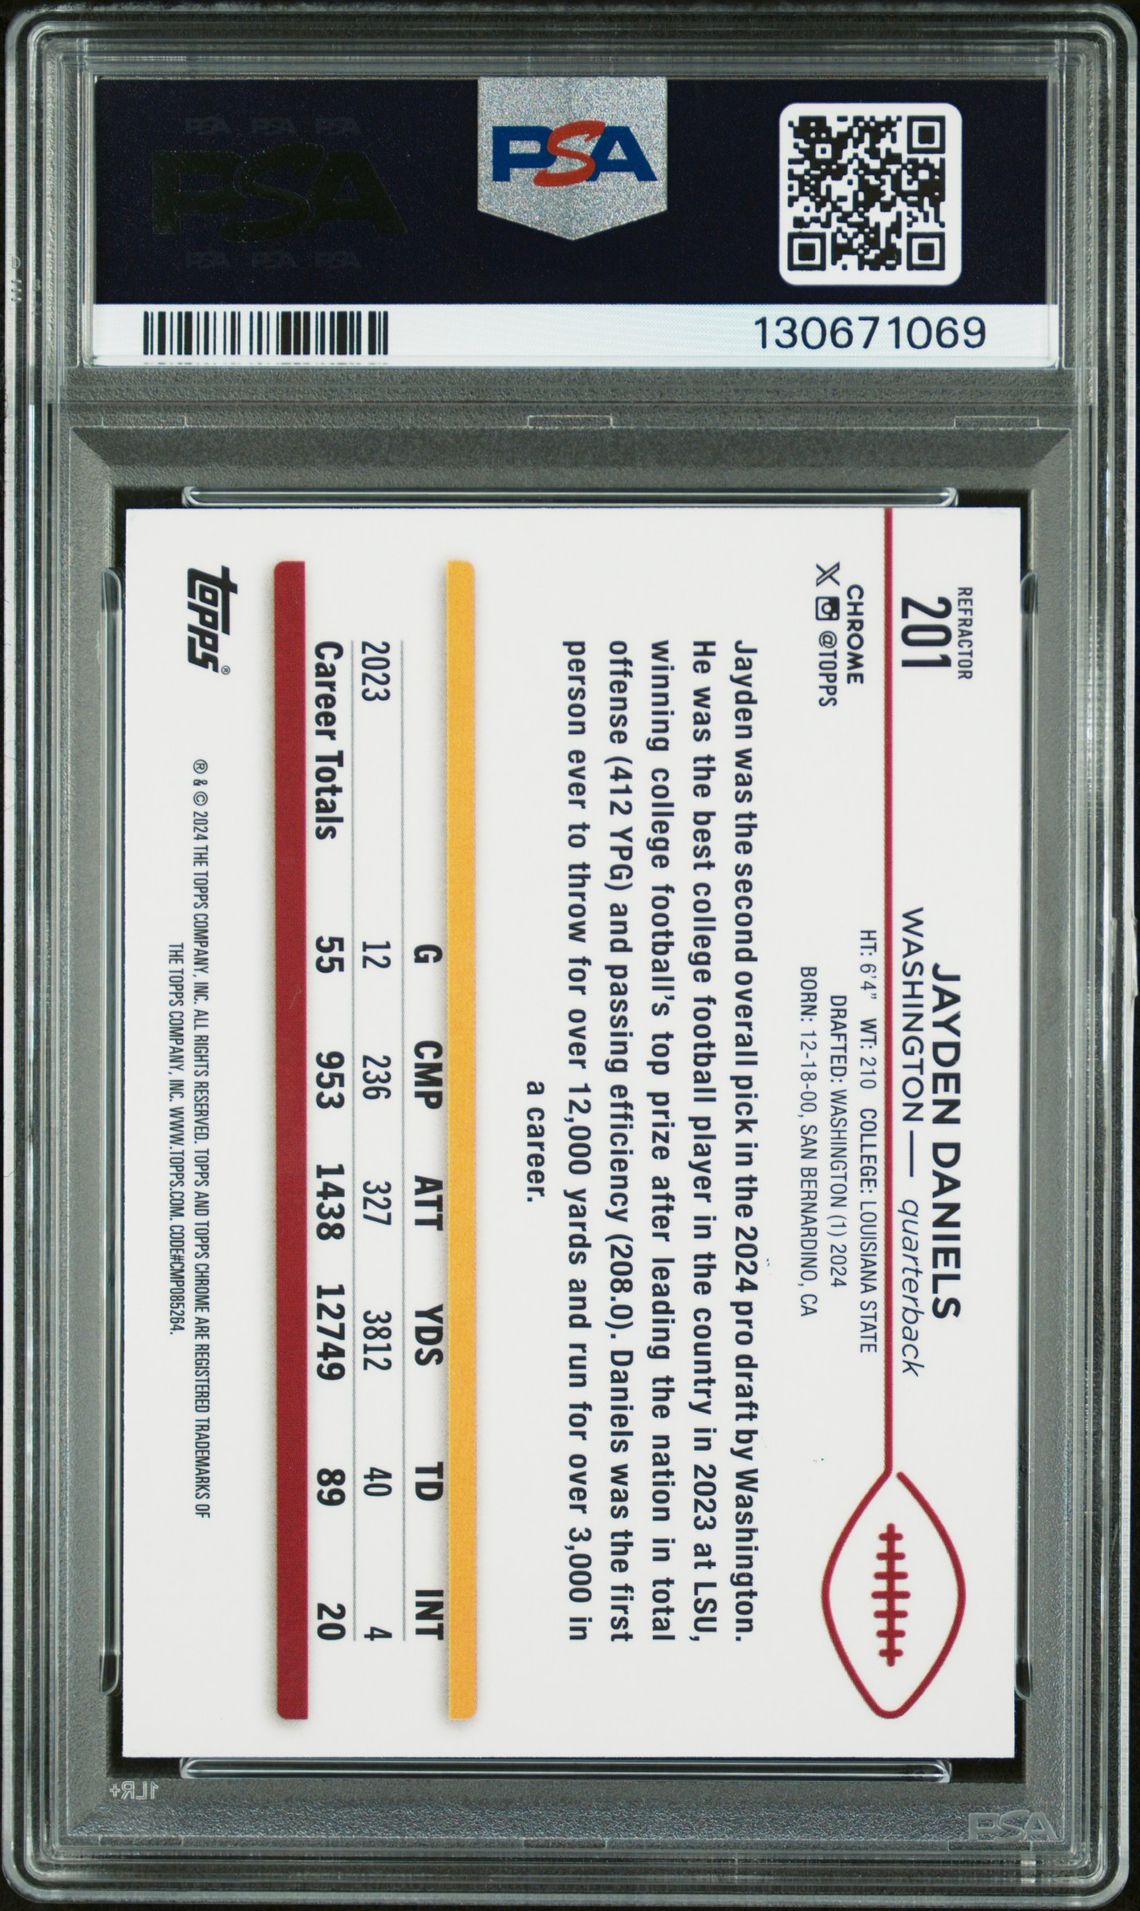 PSA PSA PSA
PSA
PSA PSA PSA
PSA
130671069
REFRACTOR
201
JAYDEN DANIELS
WASHINGTON — quarterback
CHROME
X @TOPPS
HT: 6'4" WT: 210 COLLEGE: LOUISIANA STATE
DRAFTED: WASHINGTON (1) 2024
BORN: 12-18-00, SAN BERNARDINO, CA
Jayden was the second overall pick in the 2024 pro draft by Washington.
He was the best college football player in the country in 2023 at LSU,
winning college football's top prize after leading the nation in total
offense (412 YPG) and passing efficiency (208.0). Daniels was the first
person ever to throw for over 12,000 yards and run for over 3,000 in
a career.
G CMP ATT YDS TD INT
2023 12 236 327 3812 40 4
Career Totals 55 953 1438 12749 89 20
topps®
® & © 2024 THE TOPPS COMPANY, INC. ALL RIGHTS RESERVED. TOPPS AND TOPPS CHROME ARE REGISTERED TRADEMARKS OF
THE TOPPS COMPANY, INC. WWW.TOPPS.COM. CODE#CMP085264.
1LR+
PSA